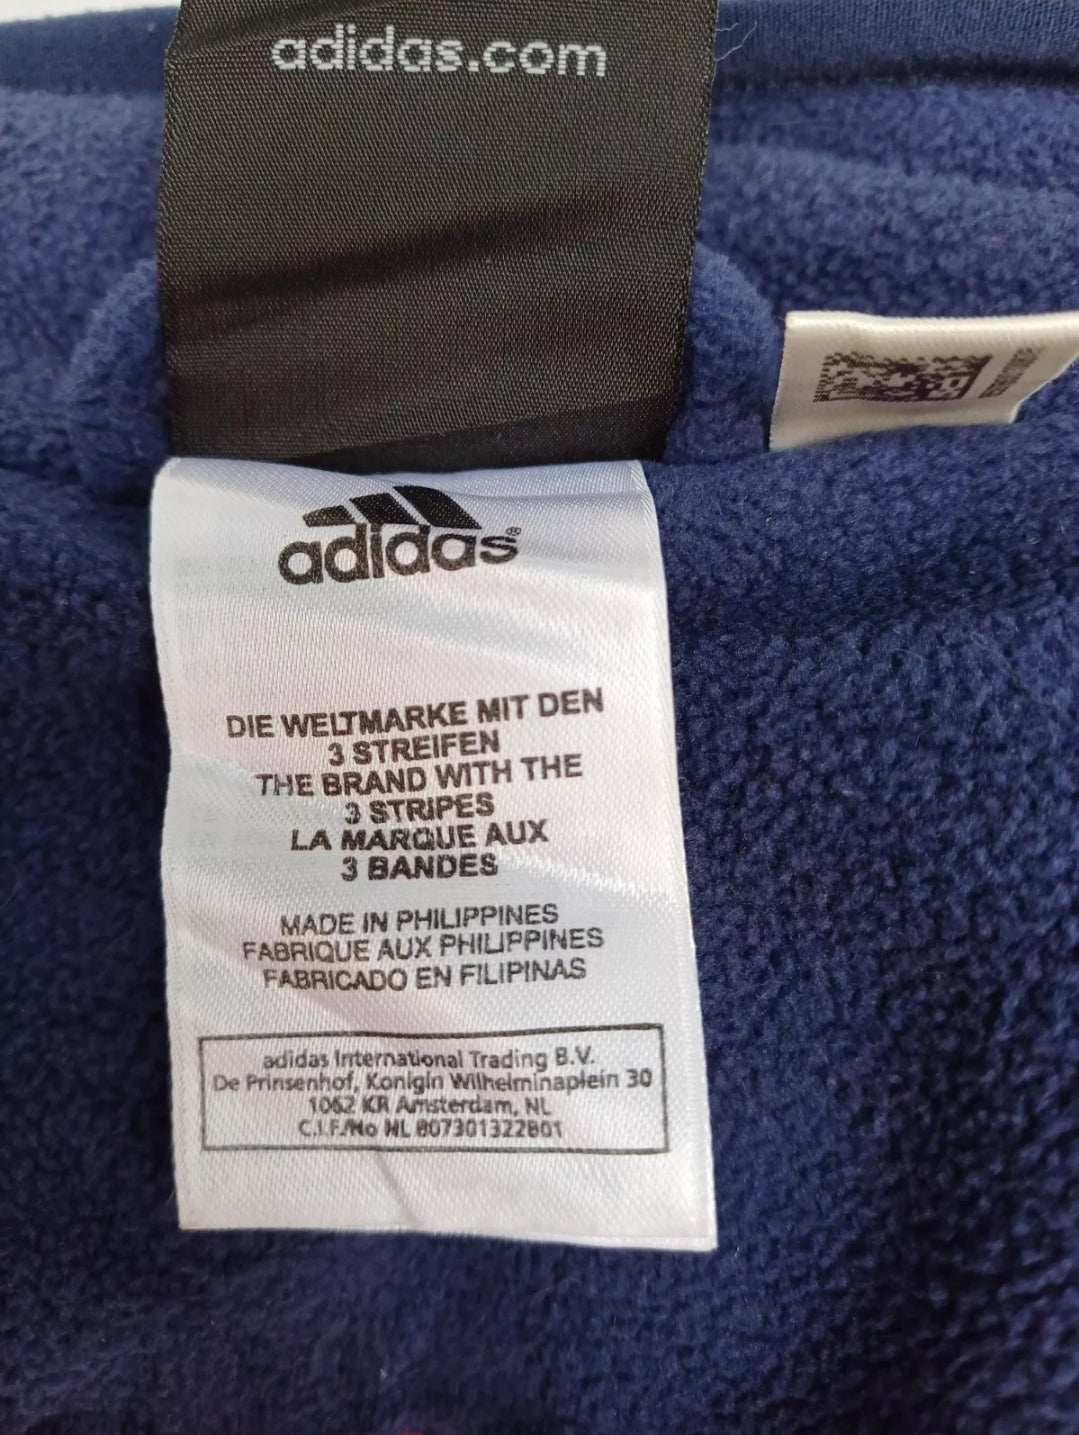 adidas.com
adidas®
DIE WELTMARKE MIT DEN
3 STREIFEN
THE BRAND WITH THE
3 STRIPES
LA MARQUE AUX
3 BANDES
MADE IN PHILIPPINES
FABRIQUE AUX PHILIPPINES
FABRICADO EN FILIPINAS
adidas International Trading B.V.
De Prinsenhof, Konigin Wilhelminaplein 30
1062 KR Amsterdam, NL
C.I.F./No NL 807301322B01